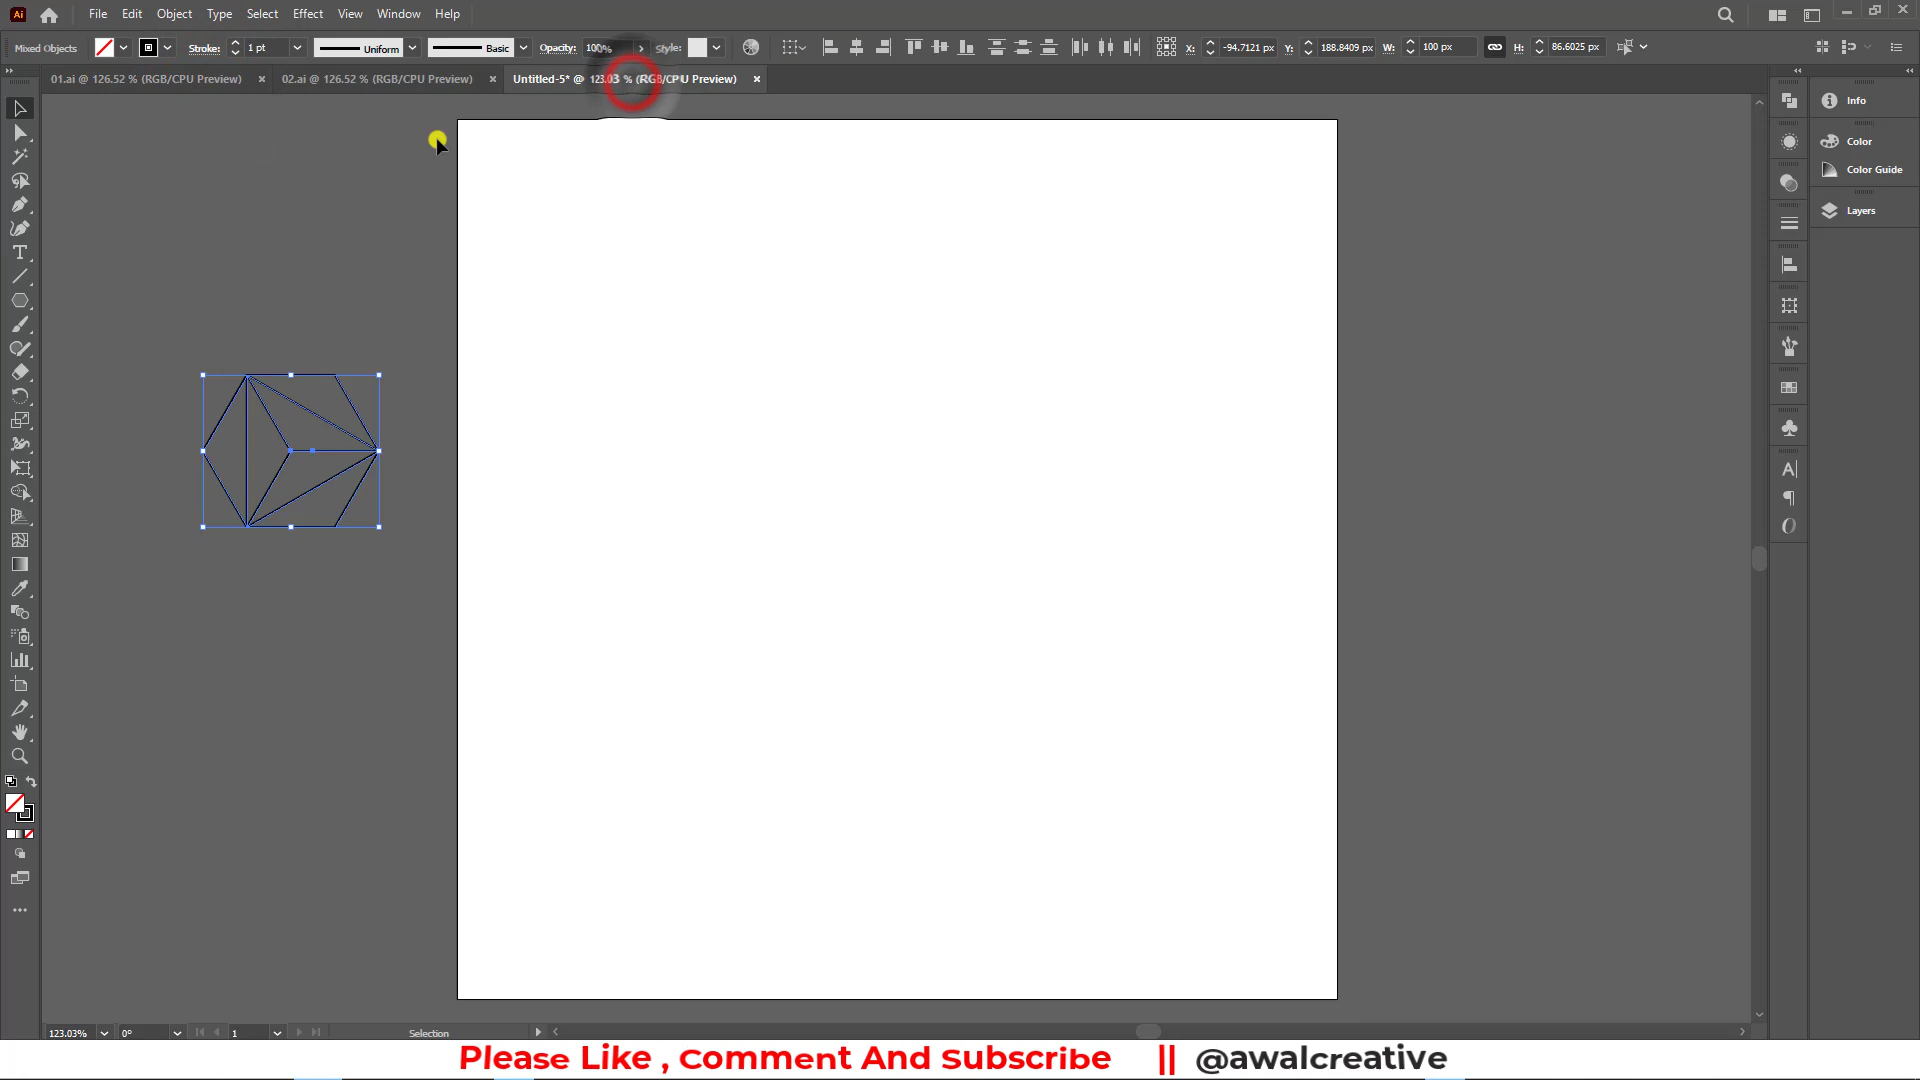 Ai File Edit Object Type Select Effect View Window Help
Mixed Objects Stroke: 1 pt Uniform Basic Opacity: 100% Style: X: -94.7121 px Y: 188.8409 px W: 100 px H: 86.6025 px
01.ai @ 126.52 % (RGB/CPU Preview) 02.ai @ 126.52 % (RGB/CPU Preview) Untitled-5* @ 123.03 % (RGB/CPU Preview)
Info
Color
Color Guide
Layers
123.03% 0° 1 Selection
Please Like , Comment And Subscribe || @awalcreative